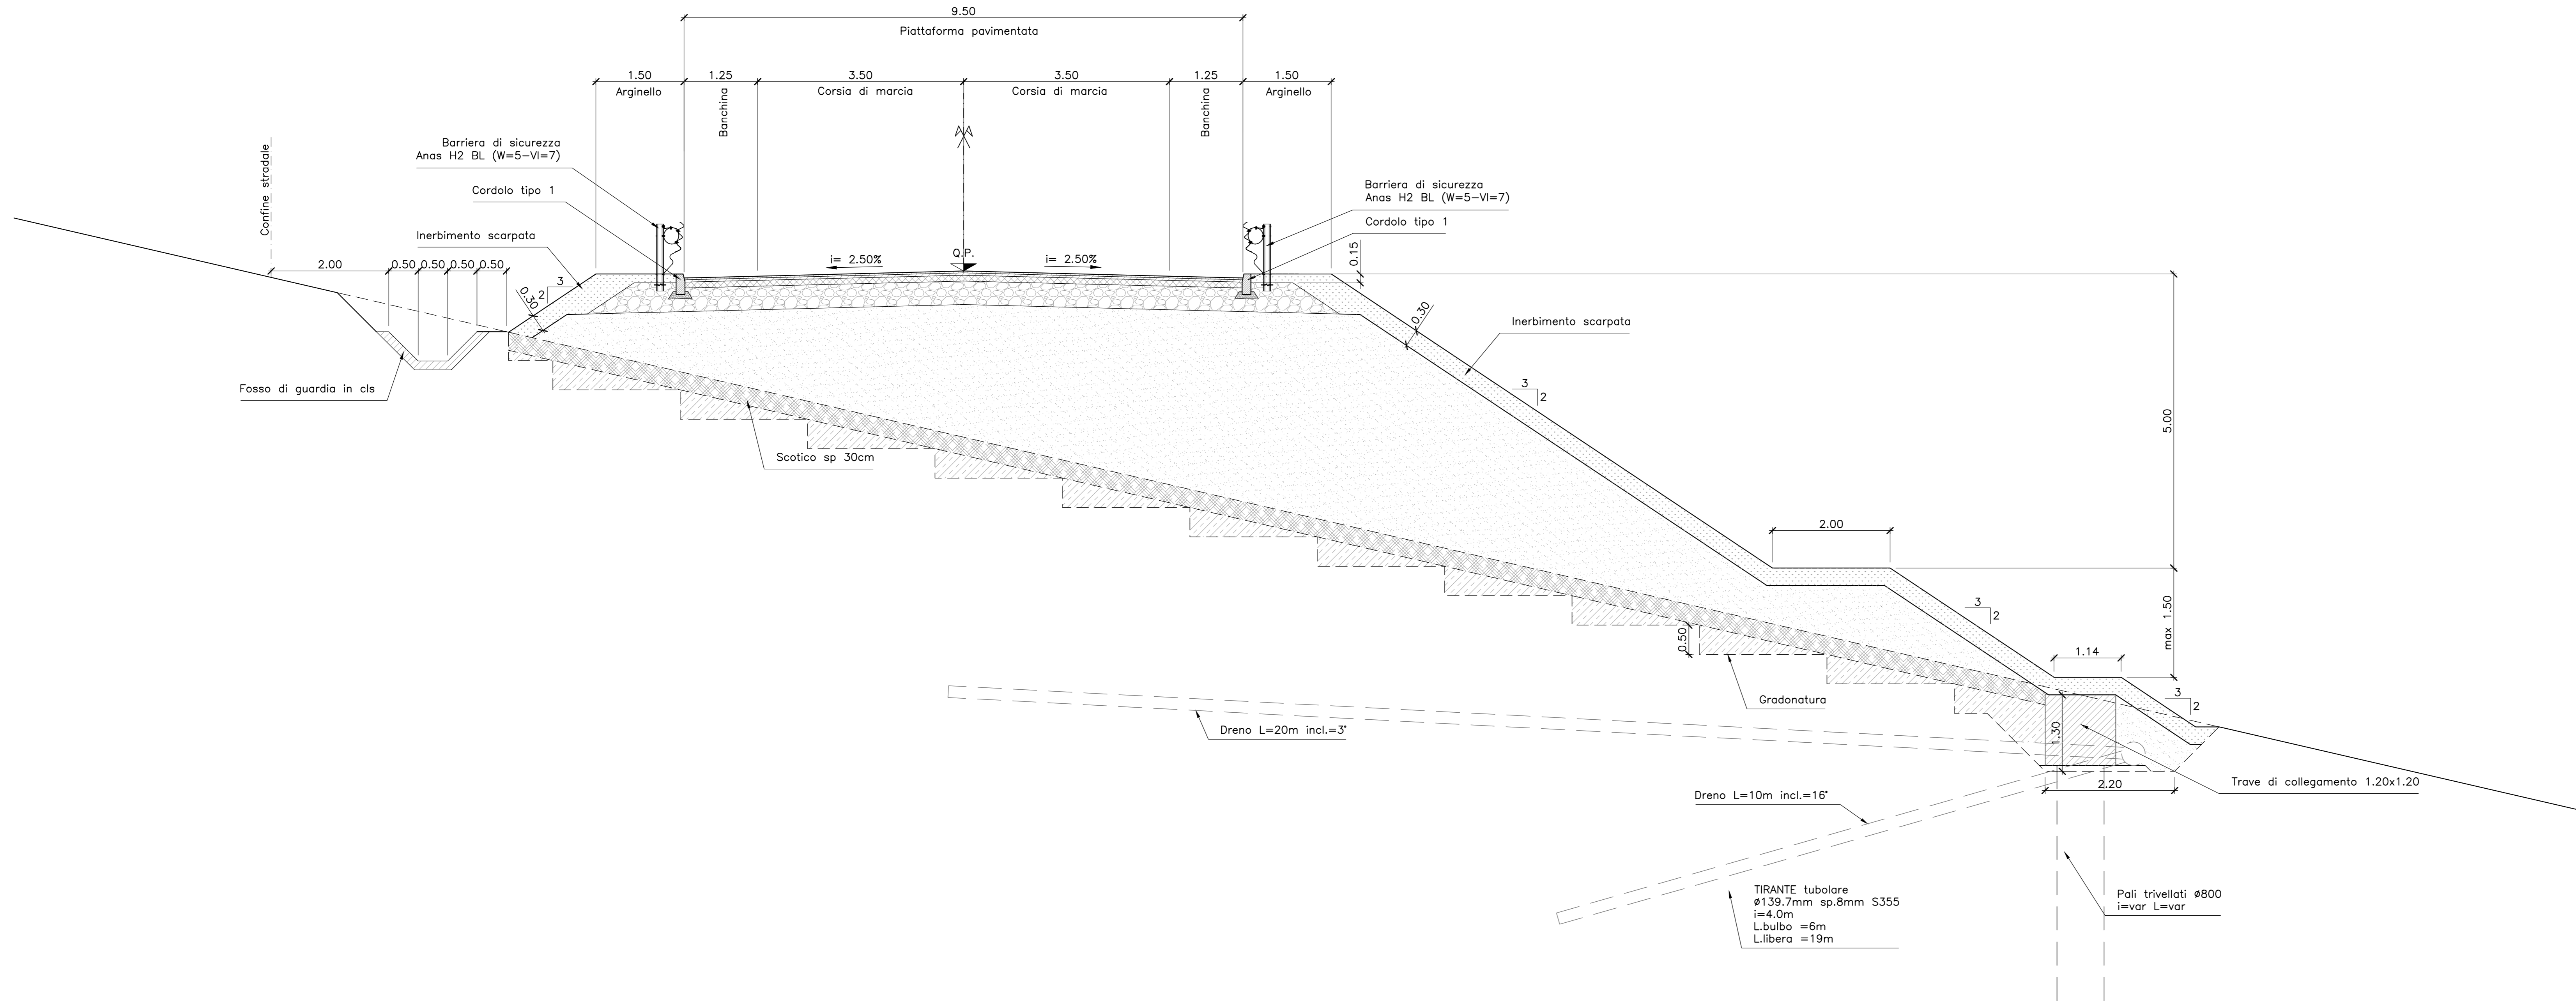 9.50
Piattaforma pavimentata
1.50
1.25
3.50
3.50
1.25
1.50
Arginello
Banchina
Corsia di marcia
Corsia di marcia
Banchina
Arginello
Confine stradale
Barriera di sicurezza
Anas H2 BL (W=5-VI=7)
Cordolo tipo 1
Inerbimento scarpata
Barriera di sicurezza
Anas H2 BL (W=5-VI=7)
Cordolo tipo 1
0.15
2.00
0.50
0.50
0.50
0.50
i= 2.50%
Q.P.
i= 2.50%
3
2
0.30
0.30
Inerbimento scarpata
Fosso di guardia in cls
3
2
5.00
Scotico sp 30cm
2.00
3
2
max 1.50
0.50
1.14
3
2
Gradonatura
Dreno L=20m incl.=3°
1.30
2.20
Trave di collegamento 1.20x1.20
Dreno L=10m incl.=16°
TIRANTE tubolare
ø139.7mm sp.8mm S355
i=4.0m
L.bulbo =6m
L.libera =19m
Pali trivellati ø800
i=var L=var